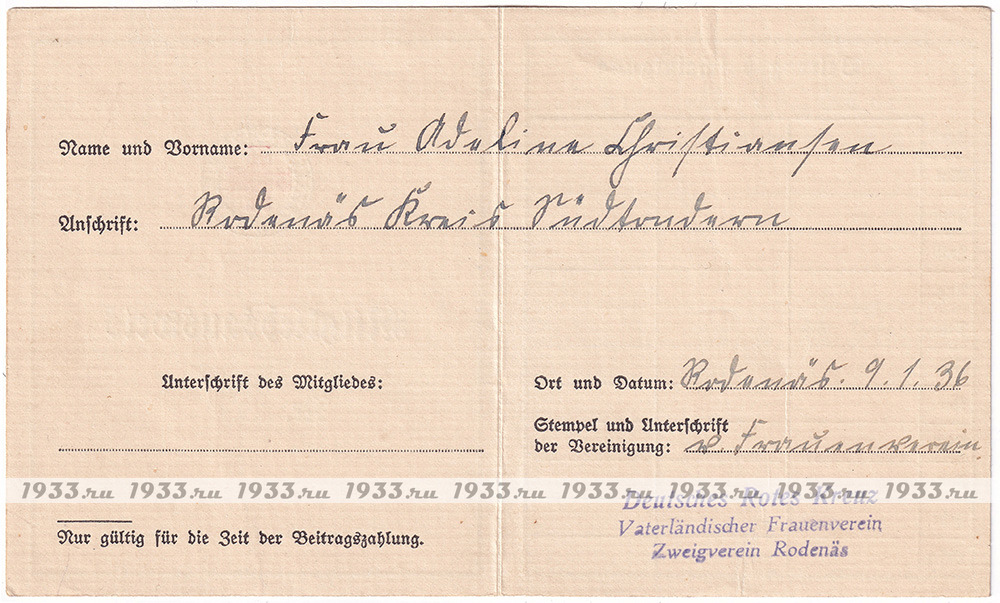 Name und Vorname: Frau Adeline Christiansen
Anschrift: Rodenäs Kreis Südtondern
Unterschrift des Mitgliedes:
Ort und Datum: Rodenäs. 9.1.36
Stempel und Unterschrift
der Vereinigung: v. Frauenverein
1933.ru 1933.ru 1933.ru 1933.ru 1933.ru 1933.ru 1933.ru 1933.ru 1933.ru
Deutsches Rotes Kreuz
Vaterländischer Frauenverein
Zweigverein Rodenäs
Nur gültig für die Zeit der Beitragszahlung.